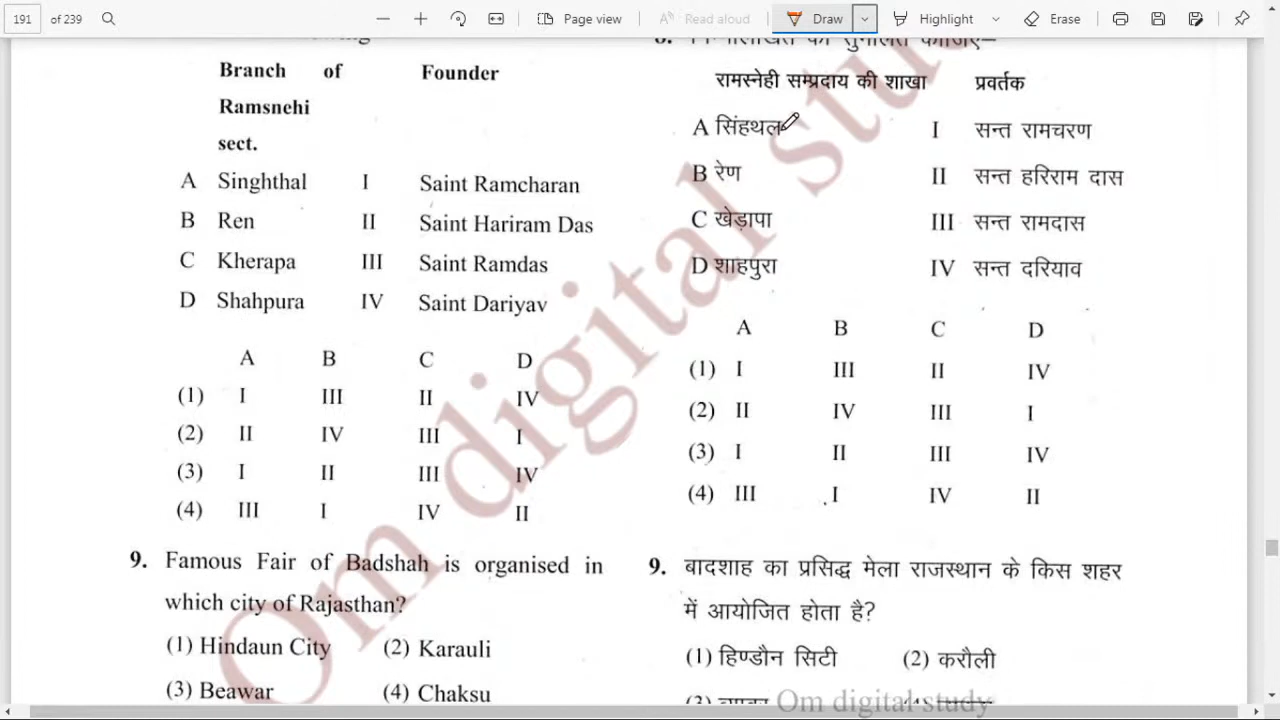 191 of 239 Page view Read aloud Draw Highlight Erase
Branch of Founder
Ramsnehi
sect.
A Singhthal I Saint Ramcharan
B Ren II Saint Hariram Das
C Kherapa III Saint Ramdas
D Shahpura IV Saint Dariyav
A B C D
(1) I III II IV
(2) II IV III I
(3) I II III IV
(4) III I IV II
9. Famous Fair of Badshah is organised in
which city of Rajasthan?
(1) Hindaun City (2) Karauli
(3) Beawar (4) Chaksu
रामस्नेही सम्प्रदाय की शाखा प्रवर्तक
A सिंहथल I सन्त रामचरण
B रेण II सन्त हरिराम दास
C खेड़ापा III सन्त रामदास
D शाहपुरा IV सन्त दरियाव
A B C D
(1) I III II IV
(2) II IV III I
(3) I II III IV
(4) III I IV II
9. बादशाह का प्रसिद्ध मेला राजस्थान के किस शहर
में आयोजित होता है?
(1) हिण्डौन सिटी (2) करौली
Om digital study
Om digital study